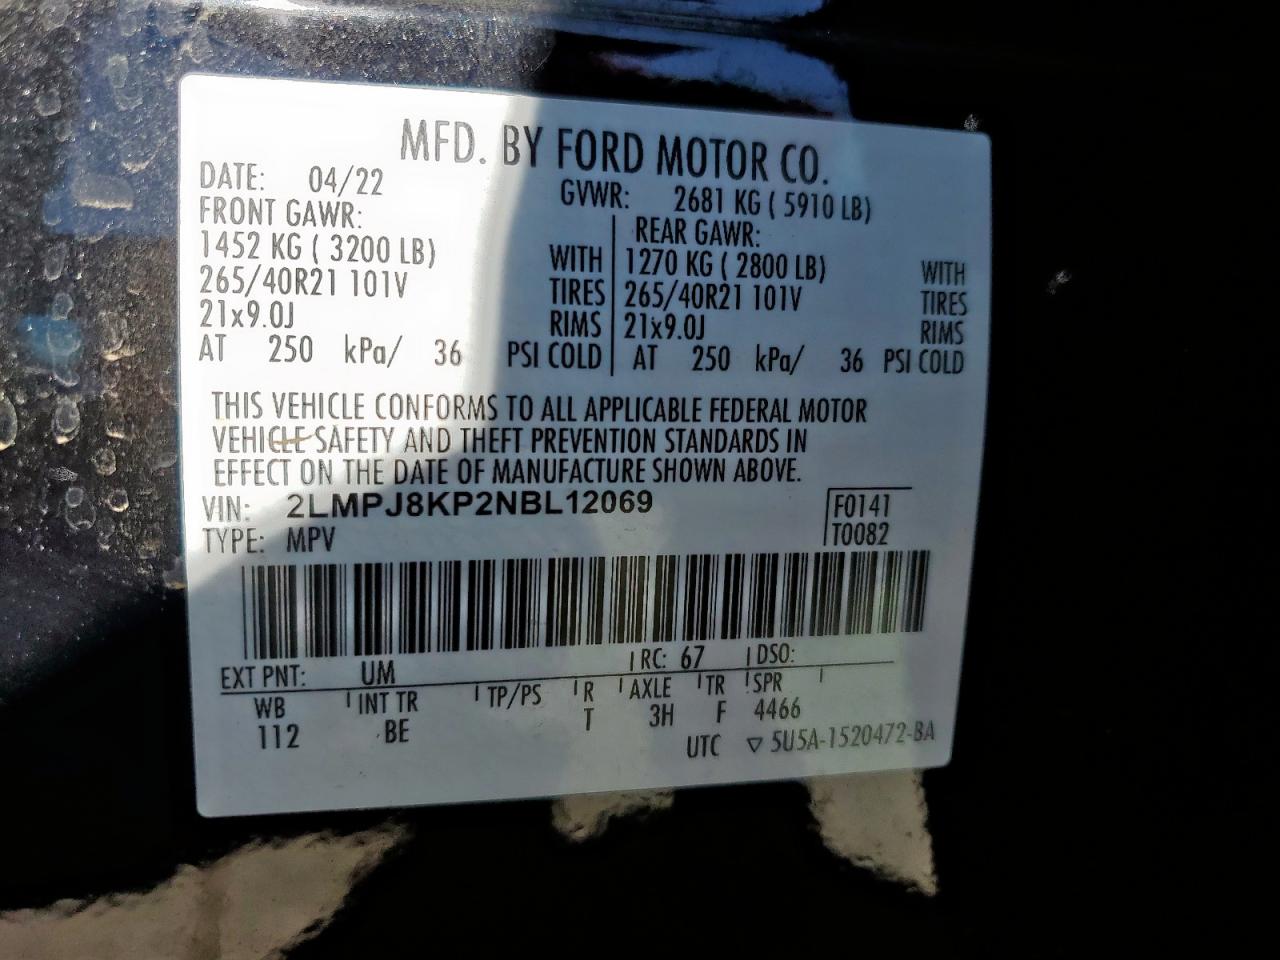 MFD. BY FORD MOTOR CO.
DATE: 04/22 GVWR: 2681 KG ( 5910 LB)
FRONT GAWR: REAR GAWR:
1452 KG ( 3200 LB) WITH 1270 KG ( 2800 LB) WITH
265/40R21 101V TIRES 265/40R21 101V TIRES
21x9.0J RIMS 21x9.0J RIMS
AT 250 kPa/ 36 PSI COLD AT 250 kPa/ 36 PSI COLD
THIS VEHICLE CONFORMS TO ALL APPLICABLE FEDERAL MOTOR
VEHICLE SAFETY AND THEFT PREVENTION STANDARDS IN
EFFECT ON THE DATE OF MANUFACTURE SHOWN ABOVE.
VIN: 2LMPJ8KP2NBL12069 F0141
TYPE: MPV T0082
EXT PNT: UM RC: 67 DSO:
WB INT TR TP/PS R AXLE TR SPR
112 BE T 3H F 4466
UTC ▽ 5U5A-1520472-BA